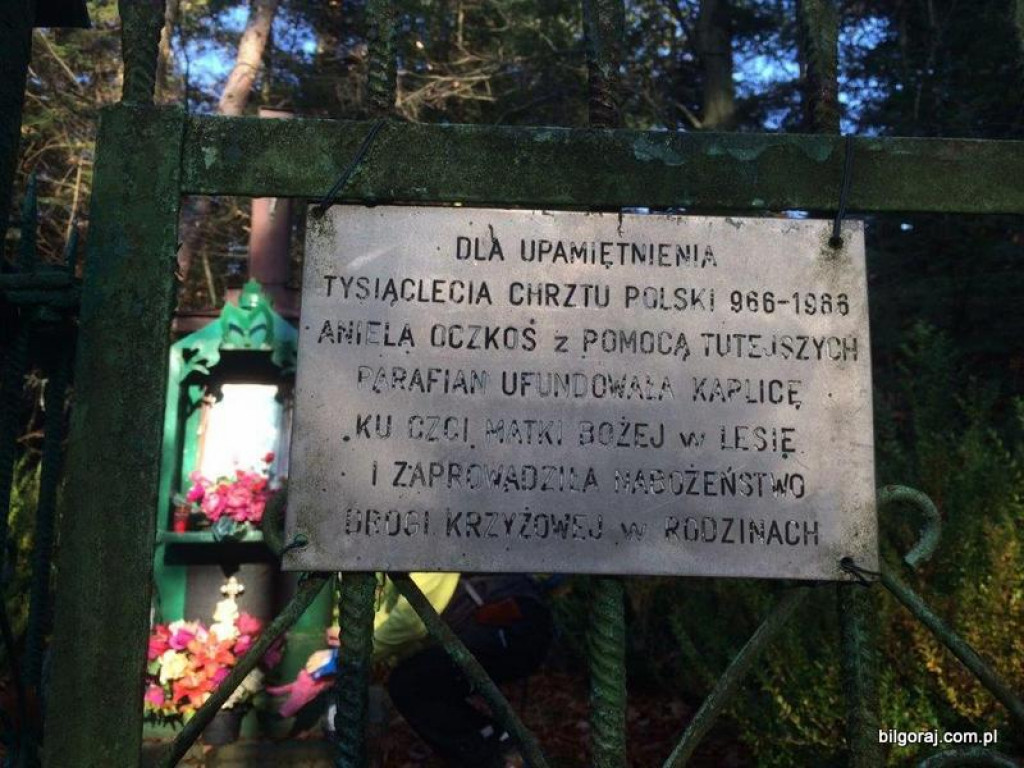 DLA UPAMIĘTNIENIA
TYSIĄCLECIA CHRZTU POLSKI 966-1966
ANIELA OCZKOŚ z POMOCĄ TUTEJSZYCH
PARAFIAN UFUNDOWAŁA KAPLICĘ
KU CZCI MATKI BOŻEJ w LESIE
I ZAPROWADZIŁA NABOŻEŃSTWO
DROGI KRZYŻOWEJ w RODZINACH
bilgoraj.com.pl